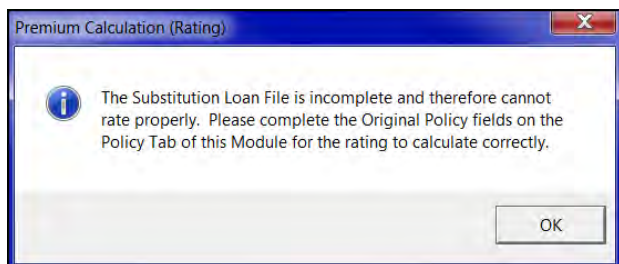 Premium Calculation (Rating)
The Substitution Loan File is incomplete and therefore cannot
rate properly. Please complete the Original Policy fields on the
Policy Tab of this Module for the rating to calculate correctly.
OK